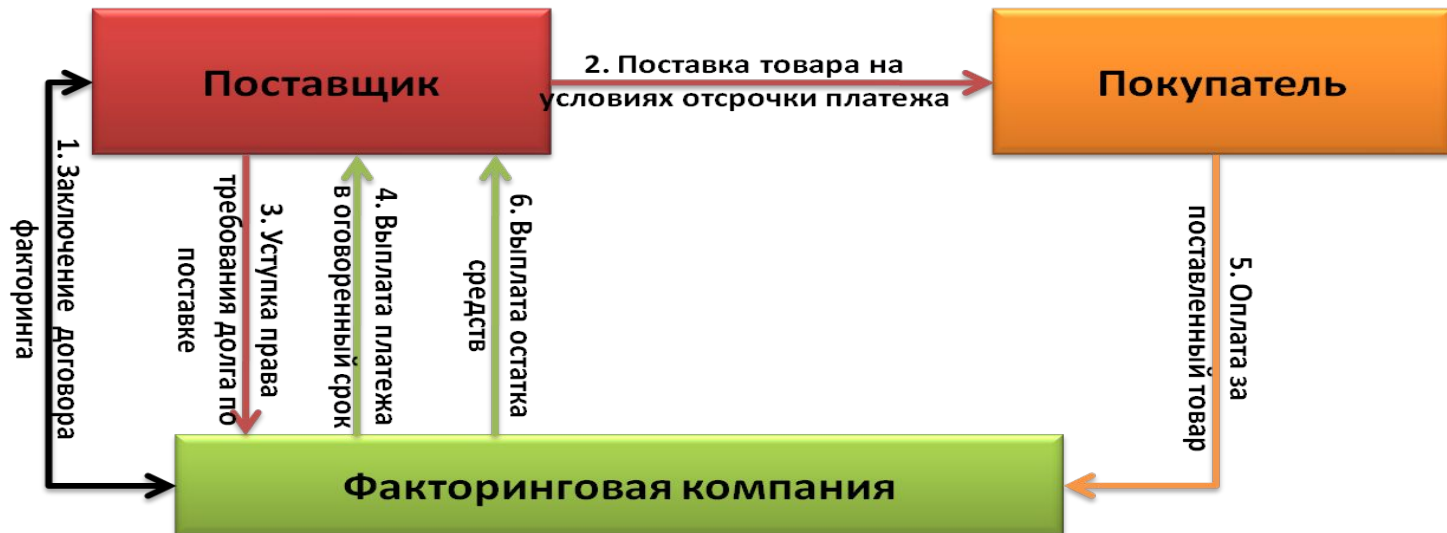 Поставщик
2. Поставка товара на
условиях отсрочки платежа
Покупатель
1. Заключение договора
факторинга
3. Уступка права
требования долга по
поставке
4. Выплата платежа
в оговоренный срок
6. Выплата остатка
средств
5. Оплата за
поставленный товар
Факторинговая компания